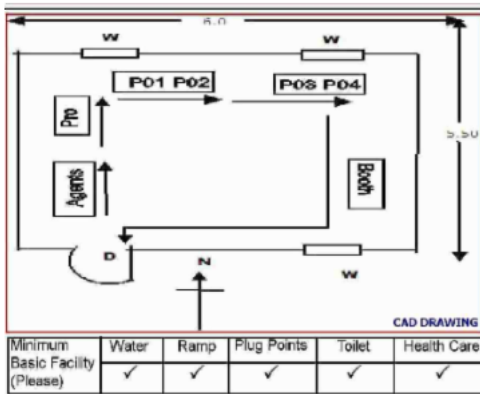 6.0
W W
P01 P02 P03 P04
Pro
5.50
Agents
Booth
D
N
W
CAD DRAWING
Minimum Basic Facility (Please) Water Ramp Plug Points Toilet Health Care
✓ ✓ ✓ ✓ ✓